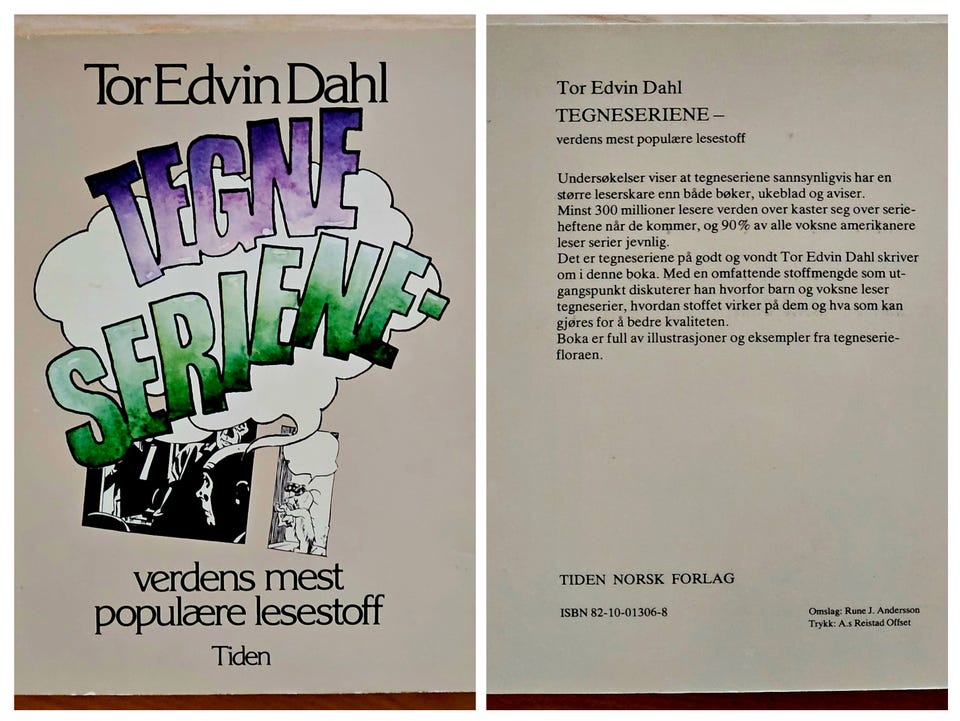 Tor Edvin Dahl
TEGNE
SERIENE-
verdens mest
populære lesestoff
Tiden
Tor Edvin Dahl
TEGNESERIENE –
verdens mest populære lesestoff
Undersøkelser viser at tegneseriene sannsynligvis har en
større leserskare enn både bøker, ukeblad og aviser.
Minst 300 millioner lesere verden over kaster seg over serie-
heftene når de kommer, og 90% av alle voksne amerikanere
leser serier jevnlig.
Det er tegneseriene på godt og vondt Tor Edvin Dahl skriver
om i denne boka. Med en omfattende stoffmengde som ut-
gangspunkt diskuterer han hvorfor barn og voksne leser
tegneserier, hvordan stoffet virker på dem og hva som kan
gjøres for å bedre kvaliteten.
Boka er full av illustrasjoner og eksempler fra tegneserie-
floraen.
TIDEN NORSK FORLAG
ISBN 82-10-01306-8
Omslag: Rune J. Andersson
Trykk: A.s Reistad Offset